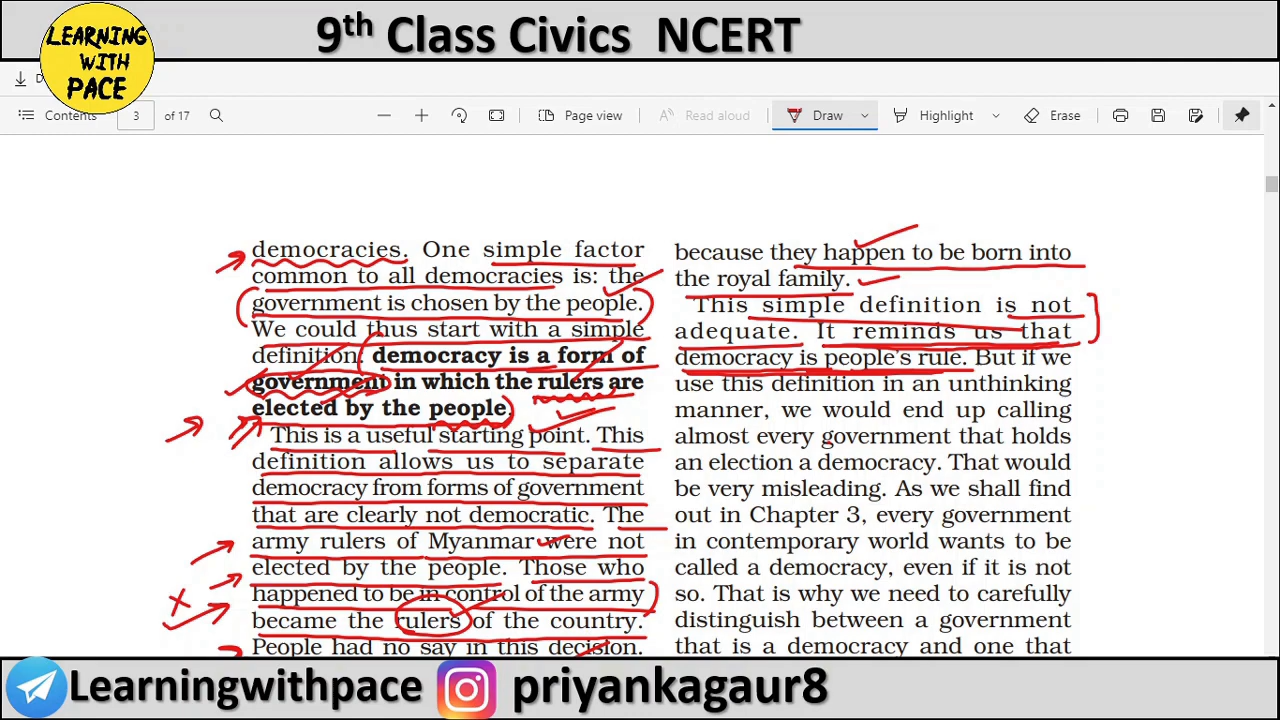 LEARNING
WITH
PACE
9th Class Civics NCERT
Contents 3 of 17 Page view Read aloud Draw Highlight Erase
democracies. One simple factor
common to all democracies is: the
government is chosen by the people.
We could thus start with a simple
definition: democracy is a form of
government in which the rulers are
elected by the people.
This is a useful starting point. This
definition allows us to separate
democracy from forms of government
that are clearly not democratic. The
army rulers of Myanmar were not
elected by the people. Those who
happened to be in control of the army
became the rulers of the country.
People had no say in this decision.
because they happen to be born into
the royal family.
This simple definition is not
adequate. It reminds us that
democracy is people's rule. But if we
use this definition in an unthinking
manner, we would end up calling
almost every government that holds
an election a democracy. That would
be very misleading. As we shall find
out in Chapter 3, every government
in contemporary world wants to be
called a democracy, even if it is not
so. That is why we need to carefully
distinguish between a government
that is a democracy and one that
Learningwithpace priyankagaur8